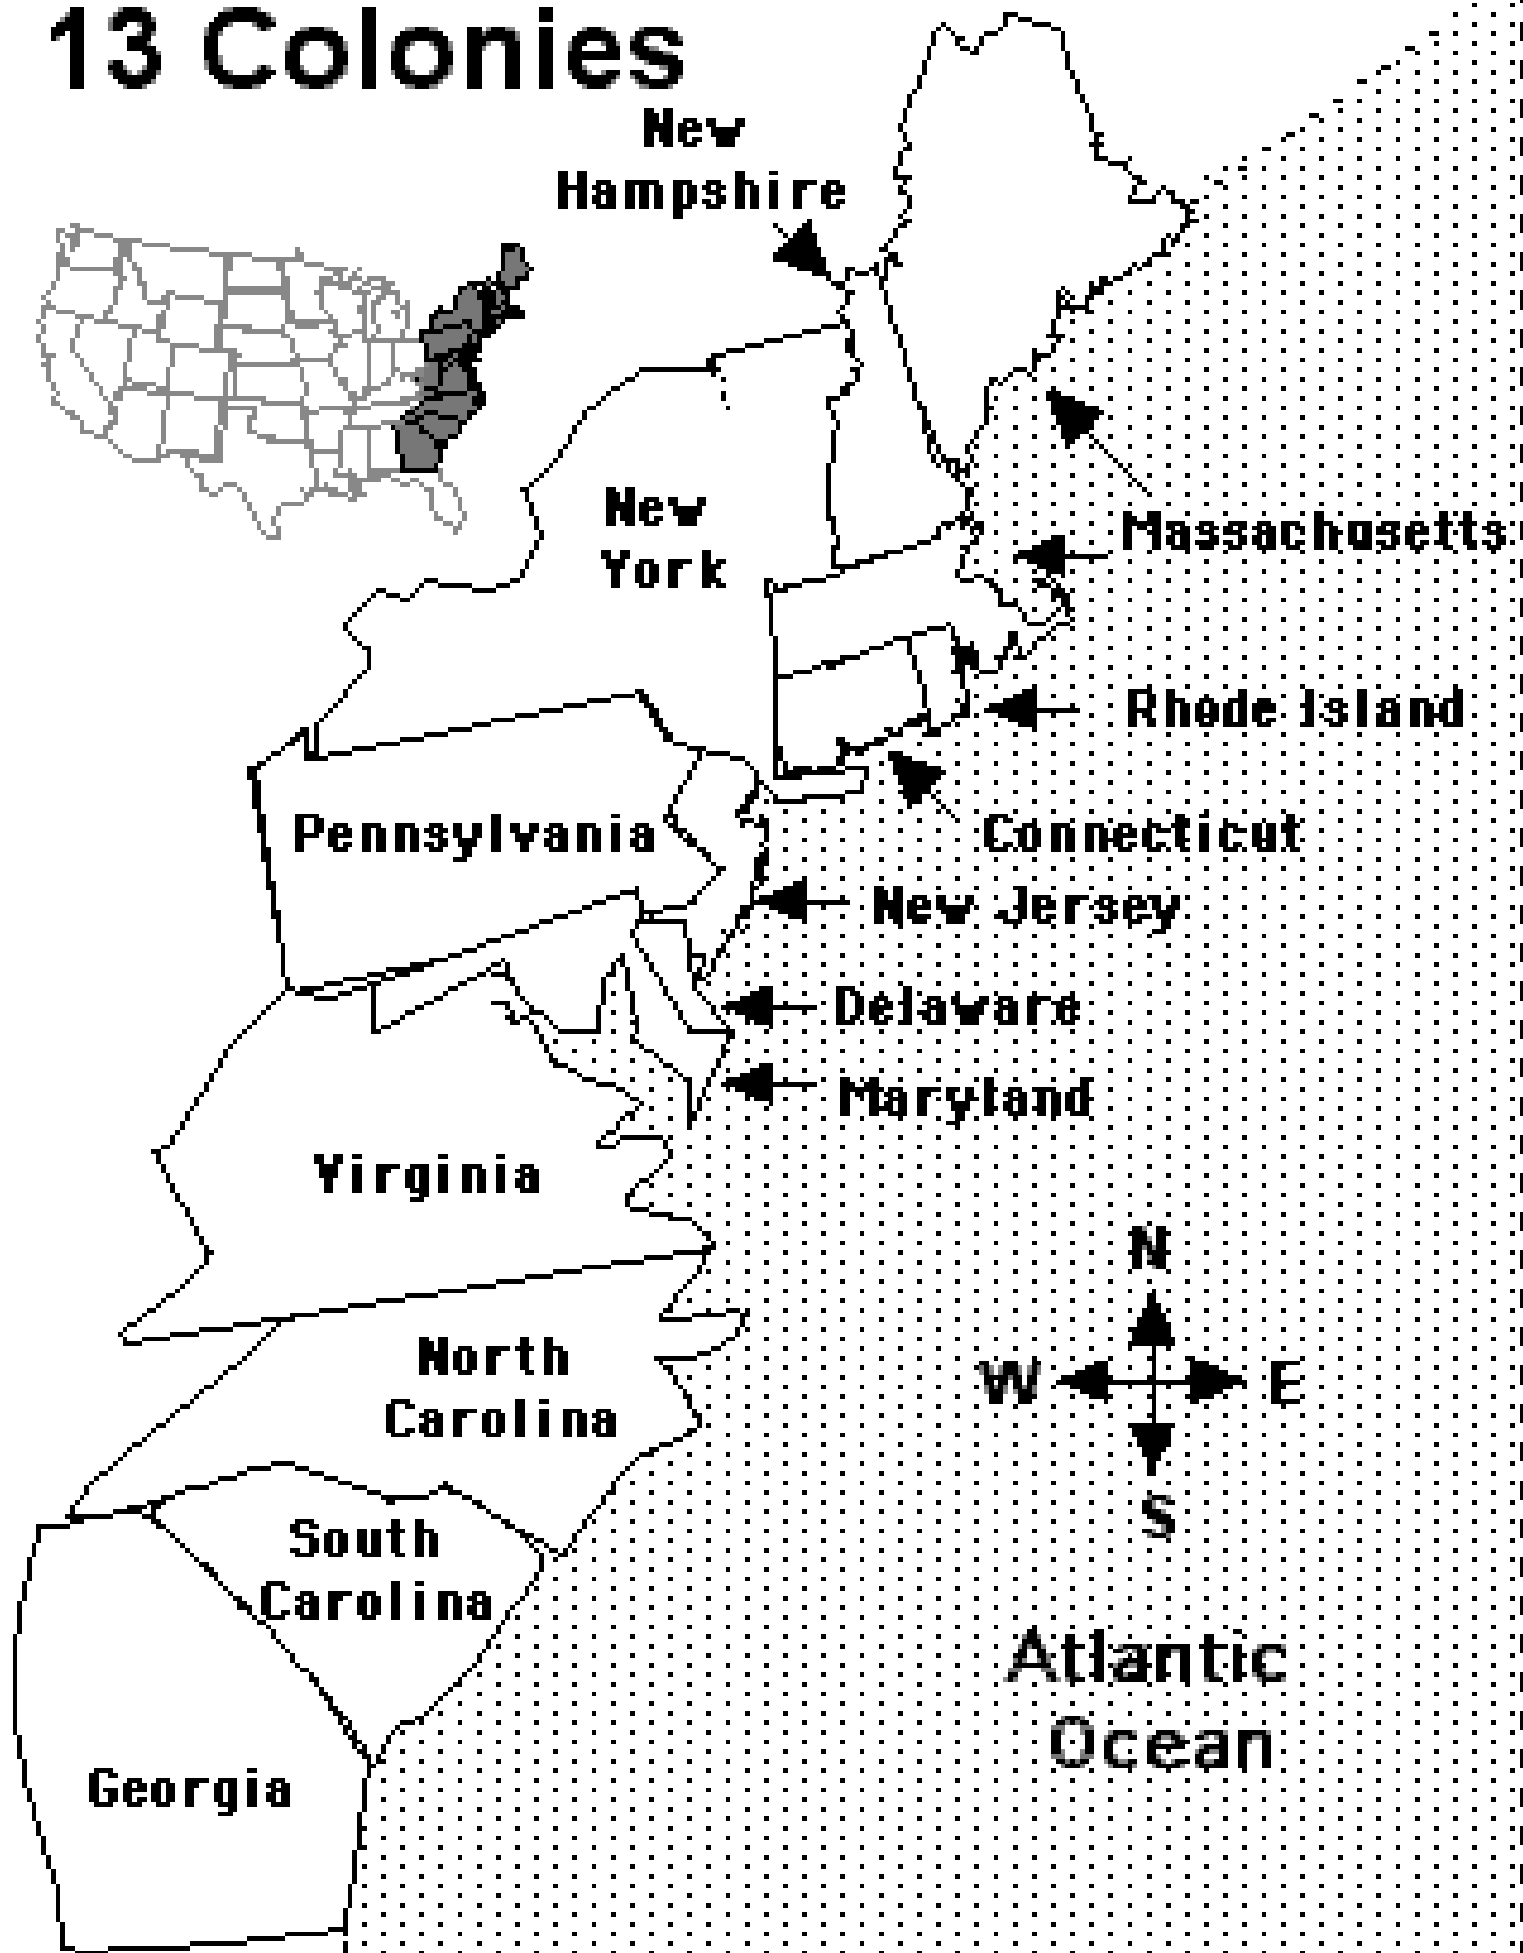 13 Colonies
New
Hampshire
New
York
Massachusetts
Rhode Island
Pennsylvania
Connecticut
New Jersey
Delaware
Maryland
Virginia
N
W E
S
North
Carolina
South
Carolina
Atlantic
Ocean
Georgia